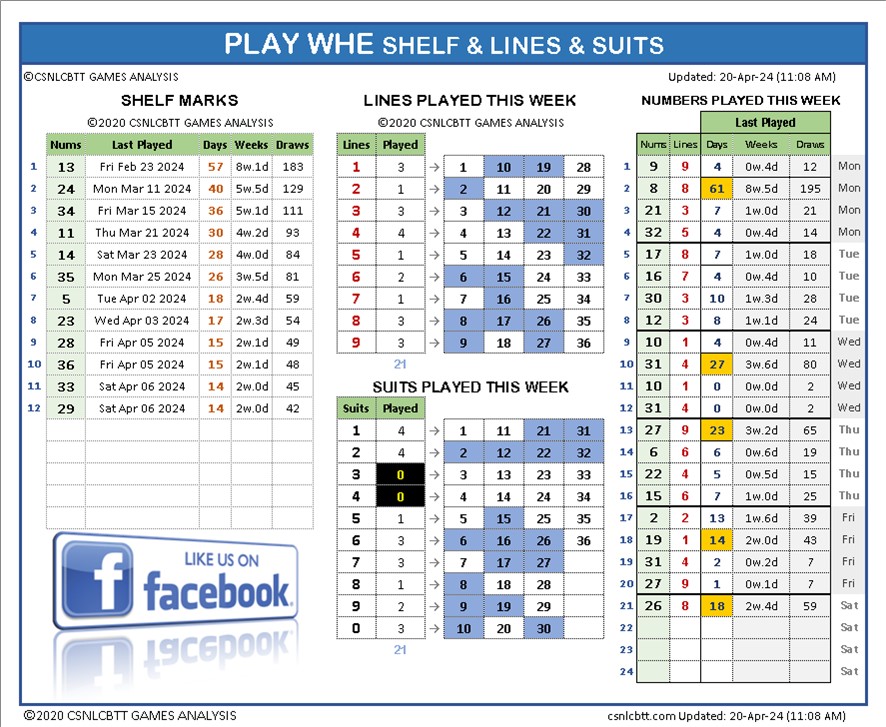 PLAY WHE SHELF & LINES & SUITS
©CSNLCBTT GAMES ANALYSIS
Updated: 20-Apr-24 (11:08 AM)
SHELF MARKS
©2020 CSNLCBTT GAMES ANALYSIS
Nums Last Played Days Weeks Draws
1 13 Fri Feb 23 2024 57 8w.1d 183
2 24 Mon Mar 11 2024 40 5w.5d 129
3 34 Fri Mar 15 2024 36 5w.1d 111
4 11 Thu Mar 21 2024 30 4w.2d 93
5 14 Sat Mar 23 2024 28 4w.0d 84
6 35 Mon Mar 25 2024 26 3w.5d 81
7 5 Tue Apr 02 2024 18 2w.4d 59
8 23 Wed Apr 03 2024 17 2w.3d 54
9 28 Fri Apr 05 2024 15 2w.1d 49
10 36 Fri Apr 05 2024 15 2w.1d 48
11 33 Sat Apr 06 2024 14 2w.0d 45
12 29 Sat Apr 06 2024 14 2w.0d 42
LIKE US ON
f facebook
LINES PLAYED THIS WEEK
©2020 CSNLCBTT GAMES ANALYSIS
Lines Played
1 3 → 1 10 19 28
2 1 → 2 11 20 29
3 3 → 3 12 21 30
4 4 → 4 13 22 31
5 1 → 5 14 23 32
6 2 → 6 15 24 33
7 1 → 7 16 25 34
8 3 → 8 17 26 35
9 3 → 9 18 27 36
21
SUITS PLAYED THIS WEEK
Suits Played
1 4 → 1 11 21 31
2 4 → 2 12 22 32
3 0 → 3 13 23 33
4 0 → 4 14 24 34
5 1 → 5 15 25 35
6 3 → 6 16 26 36
7 3 → 7 17 27
8 1 → 8 18 28
9 2 → 9 19 29
0 3 → 10 20 30
21
NUMBERS PLAYED THIS WEEK
Last Played
Nums Lines Days Weeks Draws
1 9 9 4 0w.4d 12 Mon
2 8 8 61 8w.5d 195 Mon
3 21 3 7 1w.0d 21 Mon
4 32 5 4 0w.4d 14 Mon
5 17 8 7 1w.0d 18 Tue
6 16 7 4 0w.4d 10 Tue
7 30 3 10 1w.3d 28 Tue
8 12 3 8 1w.1d 24 Tue
9 10 1 4 0w.4d 11 Wed
10 31 4 27 3w.6d 80 Wed
11 10 1 0 0w.0d 2 Wed
12 31 4 0 0w.0d 2 Wed
13 27 9 23 3w.2d 65 Thu
14 6 6 6 0w.6d 19 Thu
15 22 4 5 0w.5d 15 Thu
16 15 6 7 1w.0d 25 Thu
17 2 2 13 1w.6d 39 Fri
18 19 1 14 2w.0d 43 Fri
19 31 4 2 0w.2d 7 Fri
20 27 9 1 0w.1d 7 Fri
21 26 8 18 2w.4d 59 Sat
22 Sat
23 Sat
24 Sat
©2020 CSNLCBTT GAMES ANALYSIS
csnlcbtt.com Updated: 20-Apr-24 (11:08 AM)